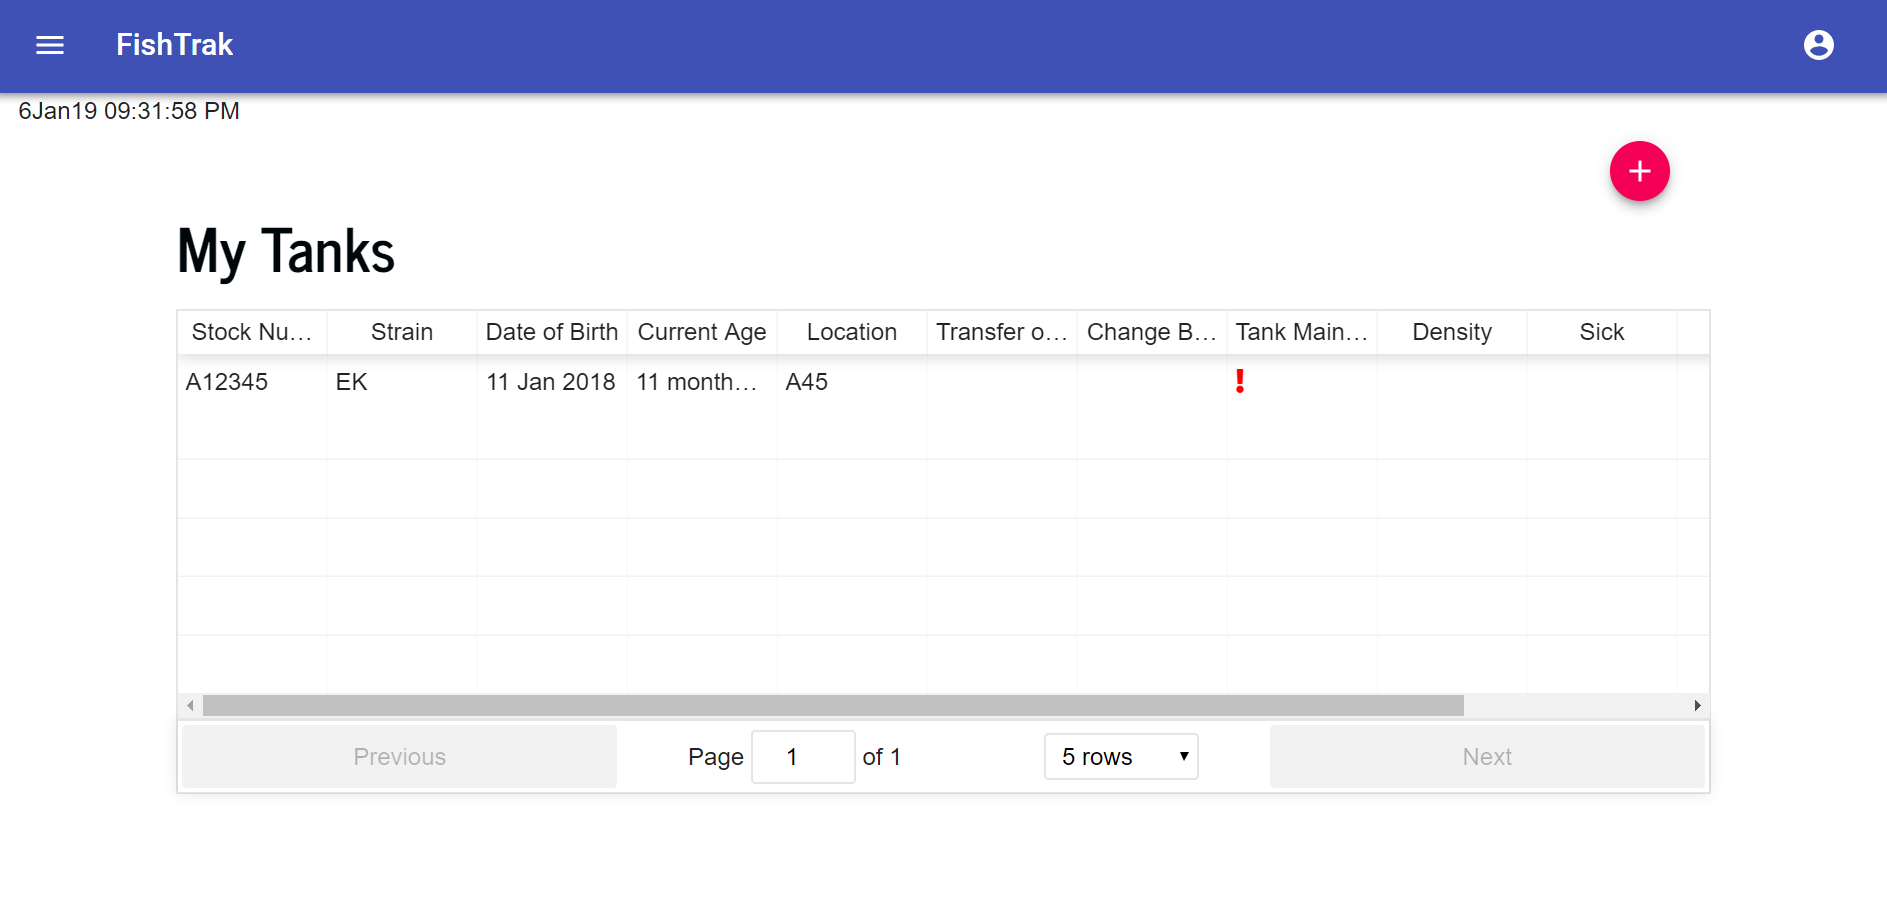 FishTrak
6Jan19 09:31:58 PM
+
My Tanks
Stock Nu... Strain Date of Birth Current Age Location Transfer o... Change B... Tank Main... Density Sick
A12345 EK 11 Jan 2018 11 month... A45 !
Previous Page 1 of 1 5 rows Next